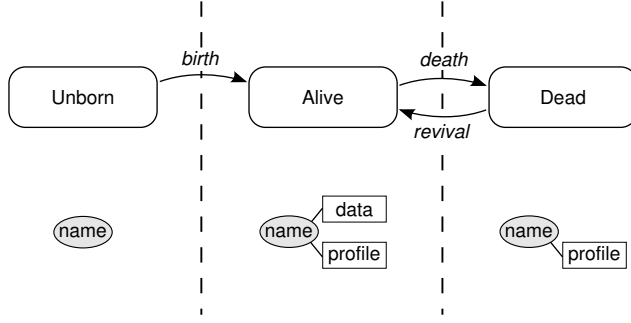 birth
death
Unborn
Alive
Dead
revival
data
name
name
name
profile
profile